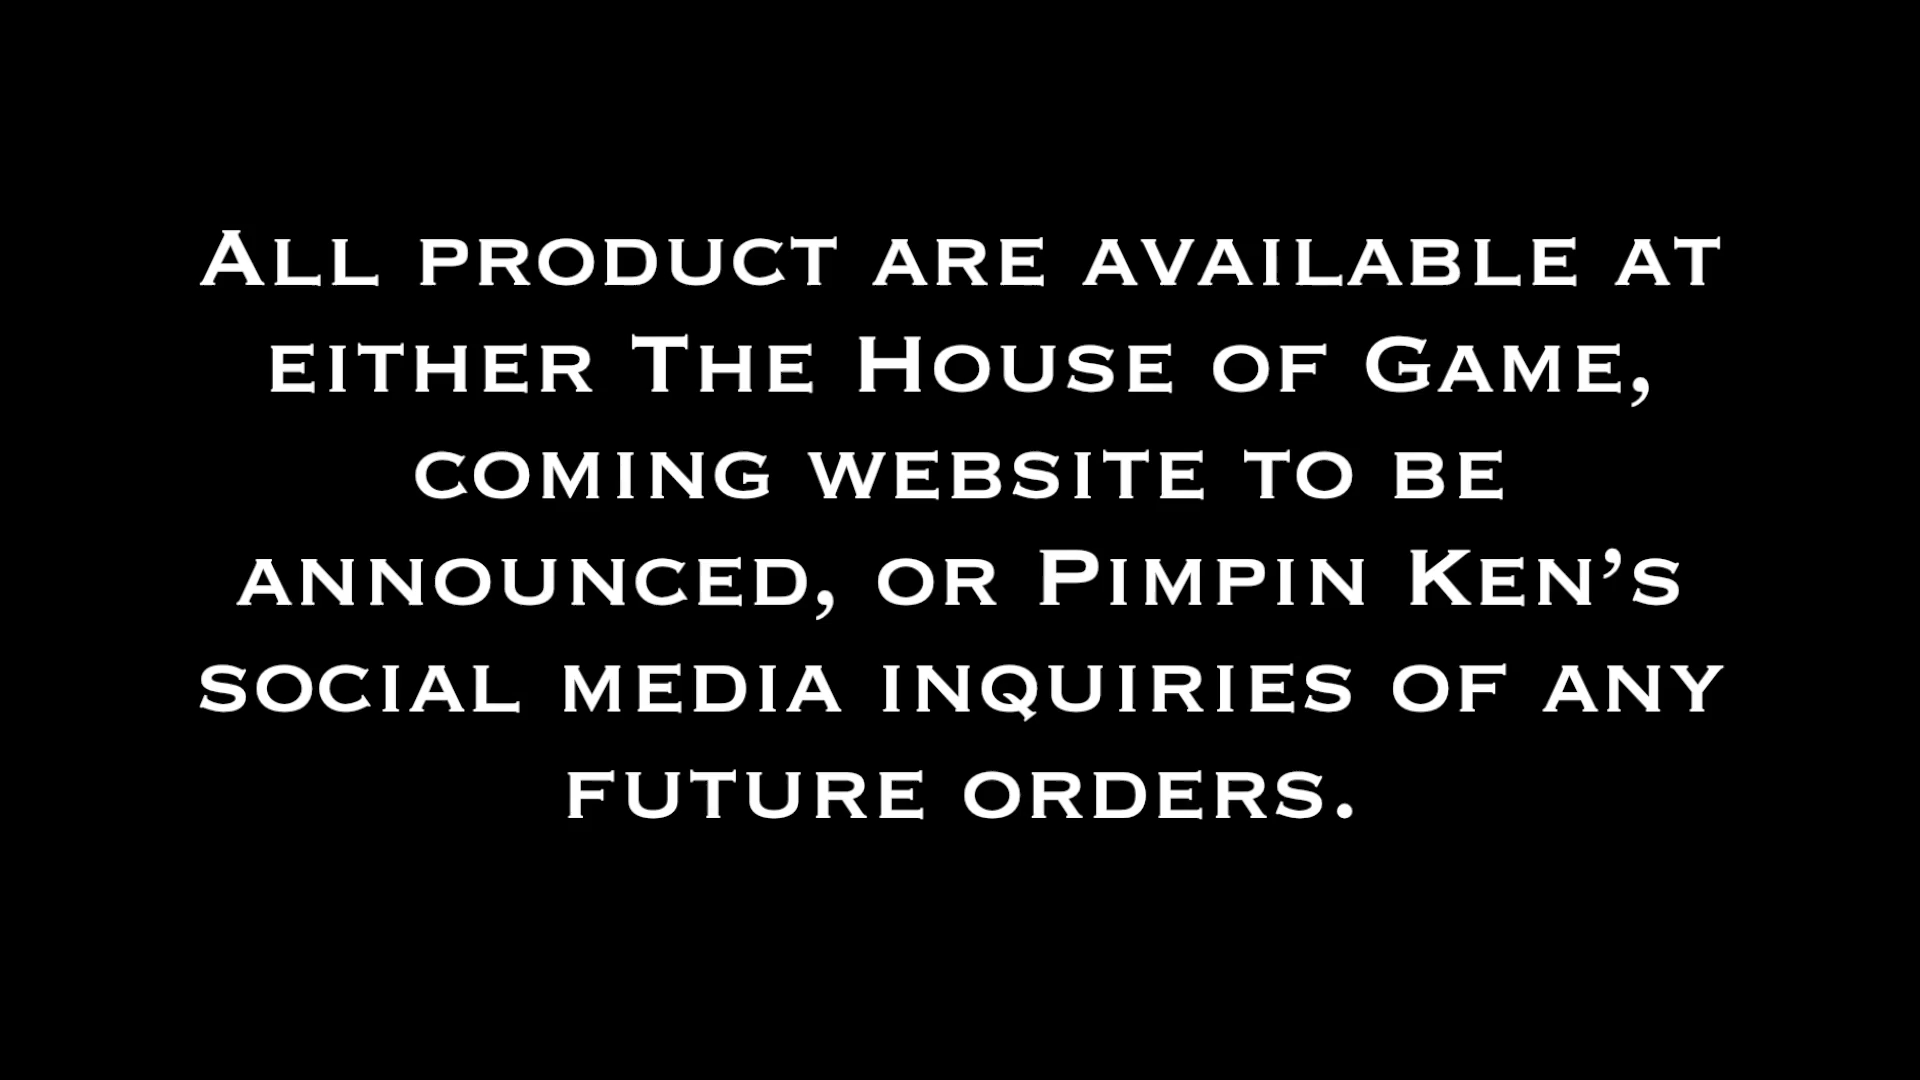 All product are available at
either The House of Game,
coming website to be
announced, or Pimpin Ken’s
social media inquiries of any
future orders.